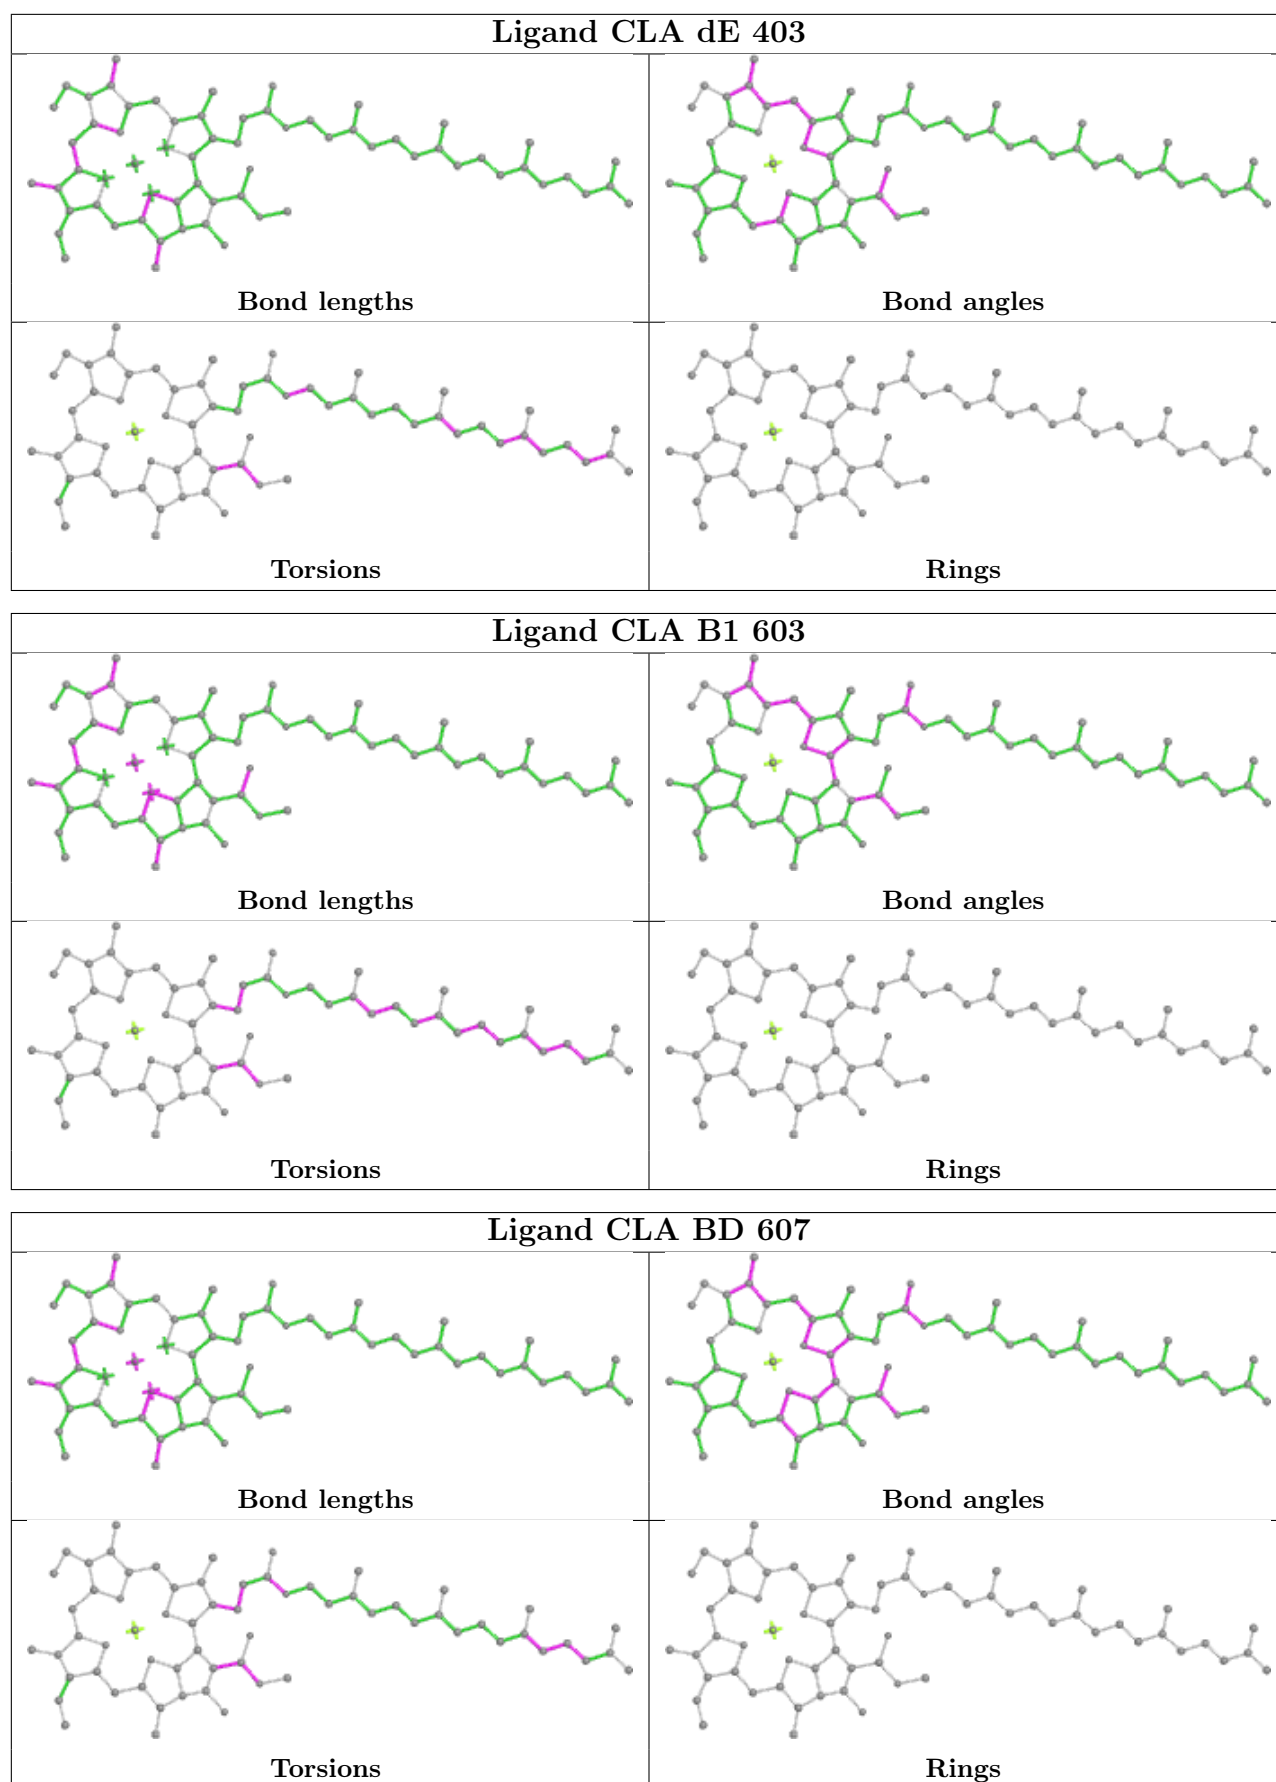 Ligand CLA dE 403
Bond lengths
Bond angles
Torsions
Rings
Ligand CLA B1 603
Bond lengths
Bond angles
Torsions
Rings
Ligand CLA BD 607
Bond lengths
Bond angles
Torsions
Rings